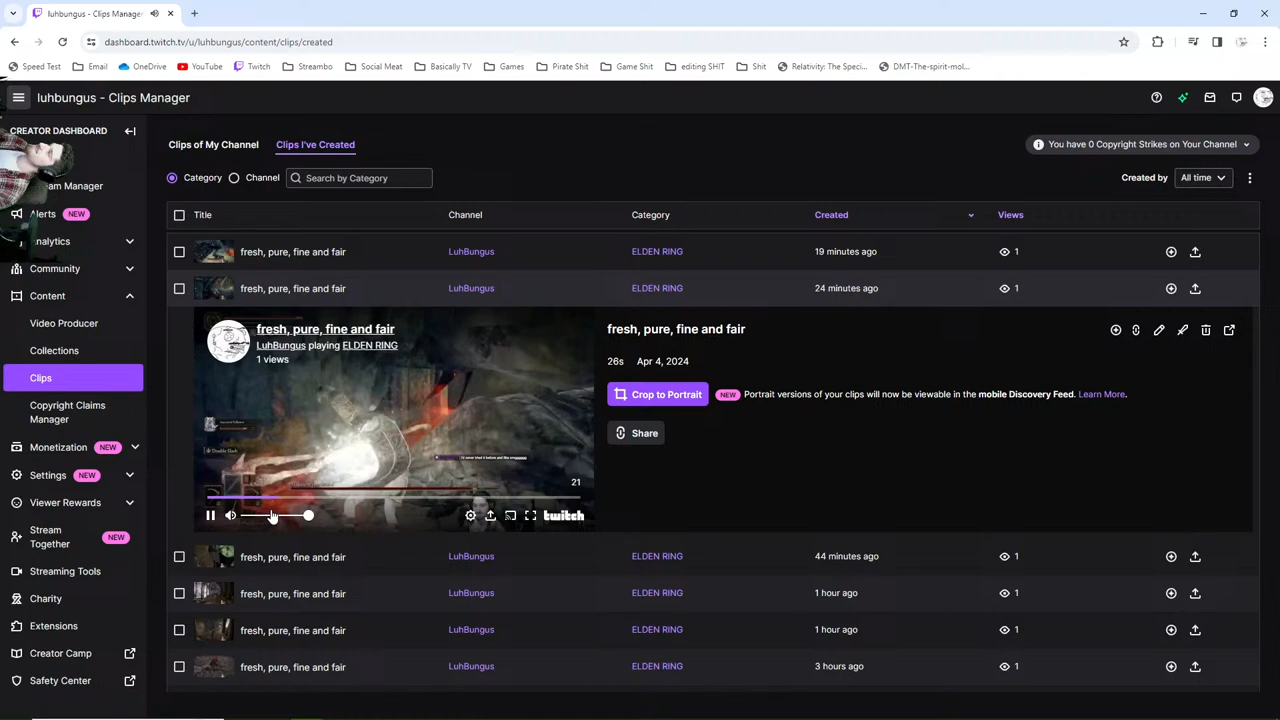 luhbungus - Clips Manager
dashboard.twitch.tv/u/luhbungus/content/clips/created
Speed Test Email OneDrive YouTube Twitch Streambo Social Meat Basically TV Games Pirate Shit Game Shit editing SHIT Shit Relativity: The Speci... DMT-The-spirit-mol...
luhbungus - Clips Manager
CREATOR DASHBOARD
am Manager
Alerts NEW
nalytics
Community
Content
Video Producer
Collections
Clips
Copyright Claims
Manager
Monetization NEW
Settings NEW
Viewer Rewards
Stream
Together NEW
Streaming Tools
Charity
Extensions
Creator Camp
Safety Center
Clips of My Channel Clips I've Created
You have 0 Copyright Strikes on Your Channel
Category Channel Search by Category
Created by All time
Title Channel Category Created Views
fresh, pure, fine and fair LuhBungus ELDEN RING 19 minutes ago 1
fresh, pure, fine and fair LuhBungus ELDEN RING 24 minutes ago 1
fresh, pure, fine and fair
LuhBungus playing ELDEN RING
1 views
Double Slash
I'd never tried it before and like
21
twitch
fresh, pure, fine and fair
26s Apr 4, 2024
Crop to Portrait NEW Portrait versions of your clips will now be viewable in the mobile Discovery Feed. Learn More.
Share
fresh, pure, fine and fair LuhBungus ELDEN RING 44 minutes ago 1
fresh, pure, fine and fair LuhBungus ELDEN RING 1 hour ago 1
fresh, pure, fine and fair LuhBungus ELDEN RING 1 hour ago 1
fresh, pure, fine and fair LuhBungus ELDEN RING 3 hours ago 1